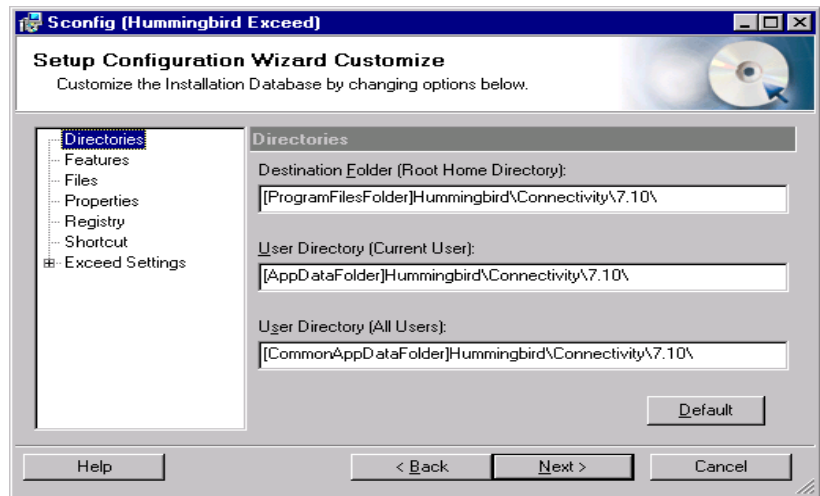 Sconfig (Hummingbird Exceed)
Setup Configuration Wizard Customize
Customize the Installation Database by changing options below.
Directories
Features
Files
Properties
Registry
Shortcut
Exceed Settings
Directories
Destination Folder (Root Home Directory):
[ProgramFilesFolder]Hummingbird\Connectivity\7.10\
User Directory (Current User):
[AppDataFolder]Hummingbird\Connectivity\7.10\
User Directory (All Users):
[CommonAppDataFolder]Hummingbird\Connectivity\7.10\
Default
Help
< Back
Next >
Cancel